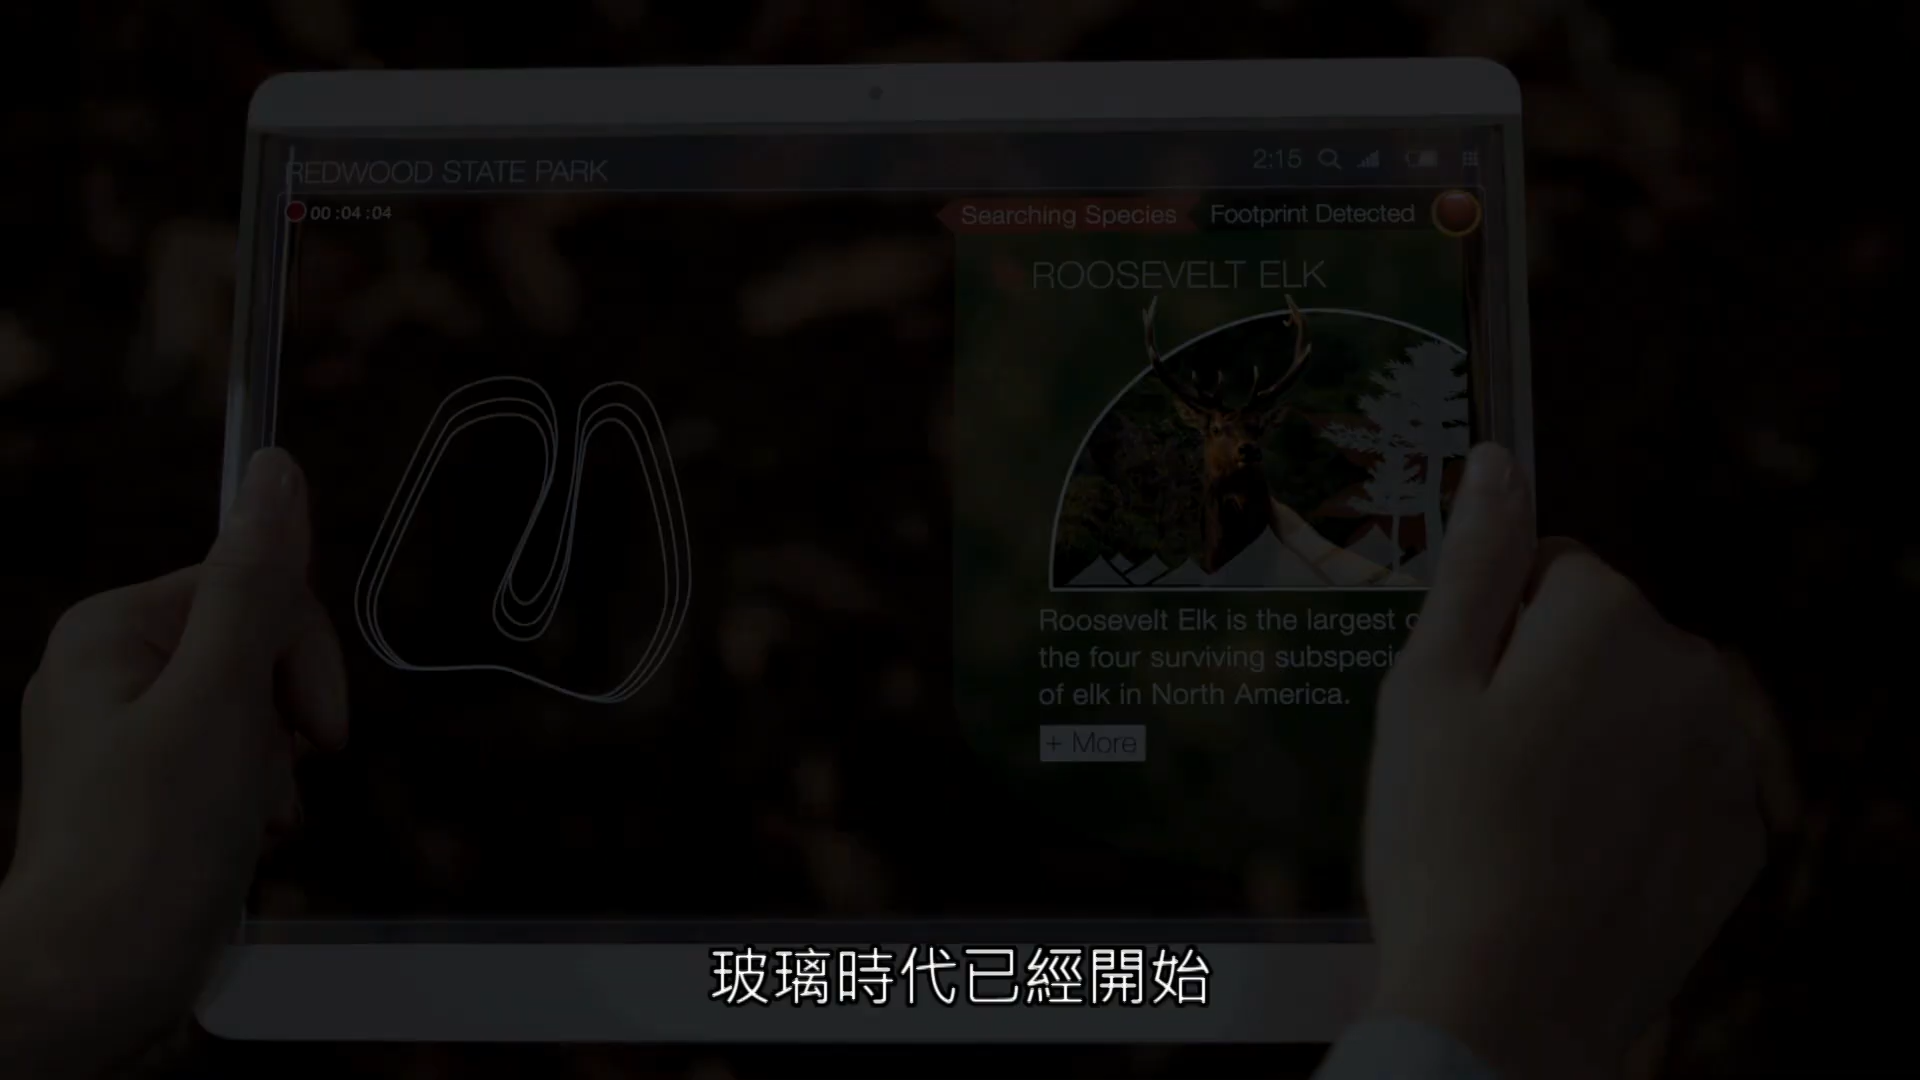 REDWOOD STATE PARK
2:15
00:04:04
Searching Species
Footprint Detected
ROOSEVELT ELK
Roosevelt Elk is the largest
the four surviving
of elk in North America.
+ More
玻璃時代已經開始